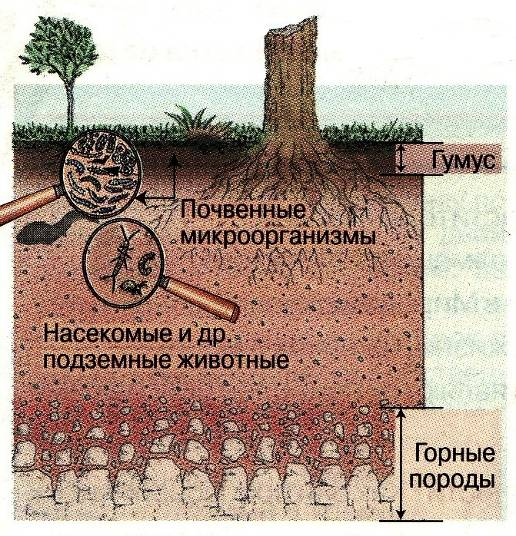 Гумус
Почвенные
микроорганизмы
Насекомые и др.
подземные животные
Горные
породы